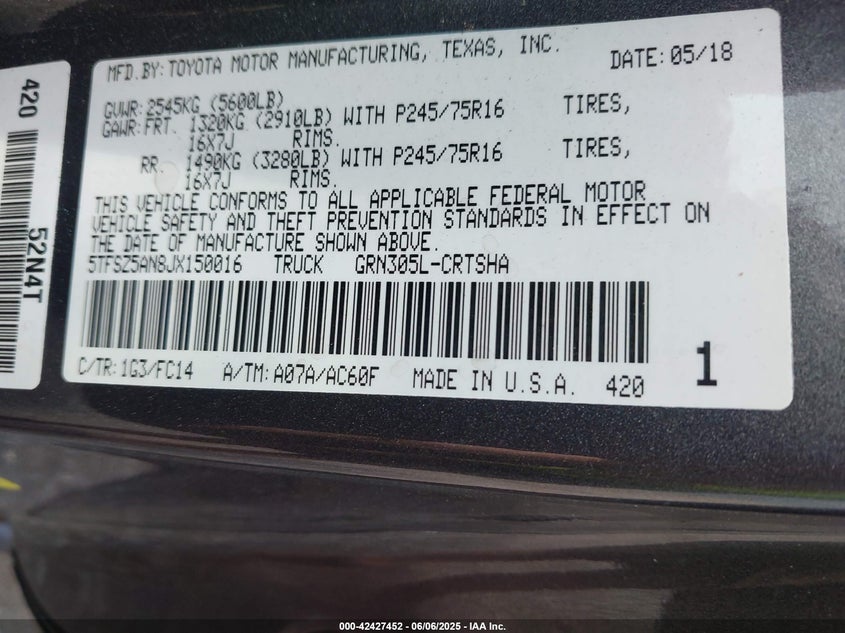 MFD.BY:TOYOTA MOTOR MANUFACTURING, TEXAS, INC. DATE:05/18
GVWR:2545KG (5600LB)
GAWR:FRT. 1320KG (2910LB) WITH P245/75R16 TIRES,
16X7J RIMS.
RR. 1490KG (3280LB) WITH P245/75R16 TIRES,
16X7J RIMS.
THIS VEHICLE CONFORMS TO ALL APPLICABLE FEDERAL MOTOR
VEHICLE SAFETY AND THEFT PREVENTION STANDARDS IN EFFECT ON
THE DATE OF MANUFACTURE SHOWN ABOVE.
5TFSZ5AN8JX150016 TRUCK GRN305L-CRTSHA
C/TR:1G3/FC14 A/TM:A07A/AC60F MADE IN U.S.A. 420 1
420
52N4T
000-42427452 - 06/06/2025 - IAA Inc.